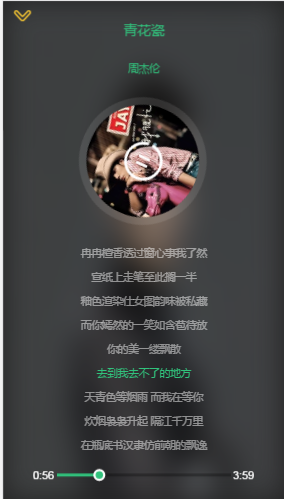 青花瓷
周杰伦
JAY
冉冉檀香透过窗心事我了然
宣纸上走笔至此搁一半
釉色渲染仕女图韵味被私藏
而你嫣然的一笑如含苞待放
你的美一缕飘散
去到我去不了的地方
天青色等烟雨 而我在等你
炊烟袅袅升起 隔江千万里
在瓶底书汉隶仿前朝的飘逸
0:56
3:59